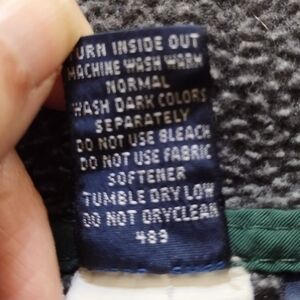 TURN INSIDE OUT
MACHINE WASH WARM
NORMAL
WASH DARK COLORS
SEPARATELY
DO NOT USE BLEACH
DO NOT USE FABRIC
SOFTENER
TUMBLE DRY LOW
DO NOT DRYCLEAN
489